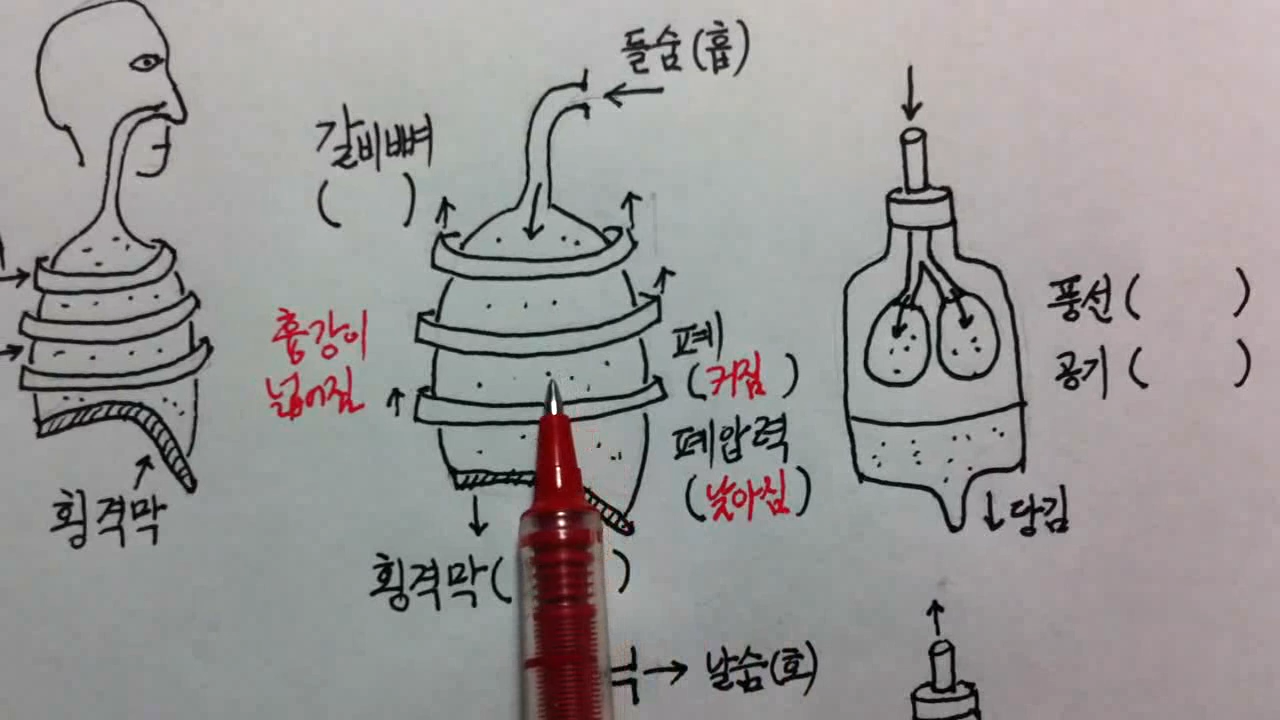 들숨(흡)
갈비뼈
(     )
흉강이
넓어짐
폐
(커짐)
폐압력
(낮아짐)
횡격막
횡격막(     )
풍선(     )
공기(     )
당김
날숨(호)